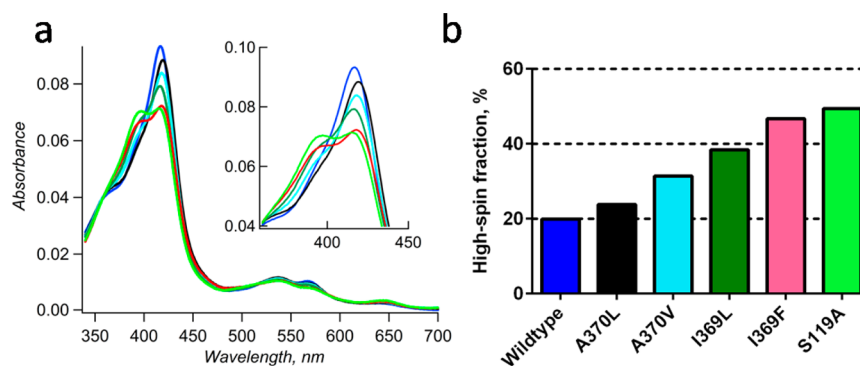 a
0.08
0.06
0.04
0.02
0.00
Absorbance
350 400 450 500 550 600 650 700
Wavelength, nm
0.10
0.08
0.06
0.04
400 450
b
60
40
20
0
High-spin fraction, %
Wildtype
A370L
A370V
I369L
I369F
S119A